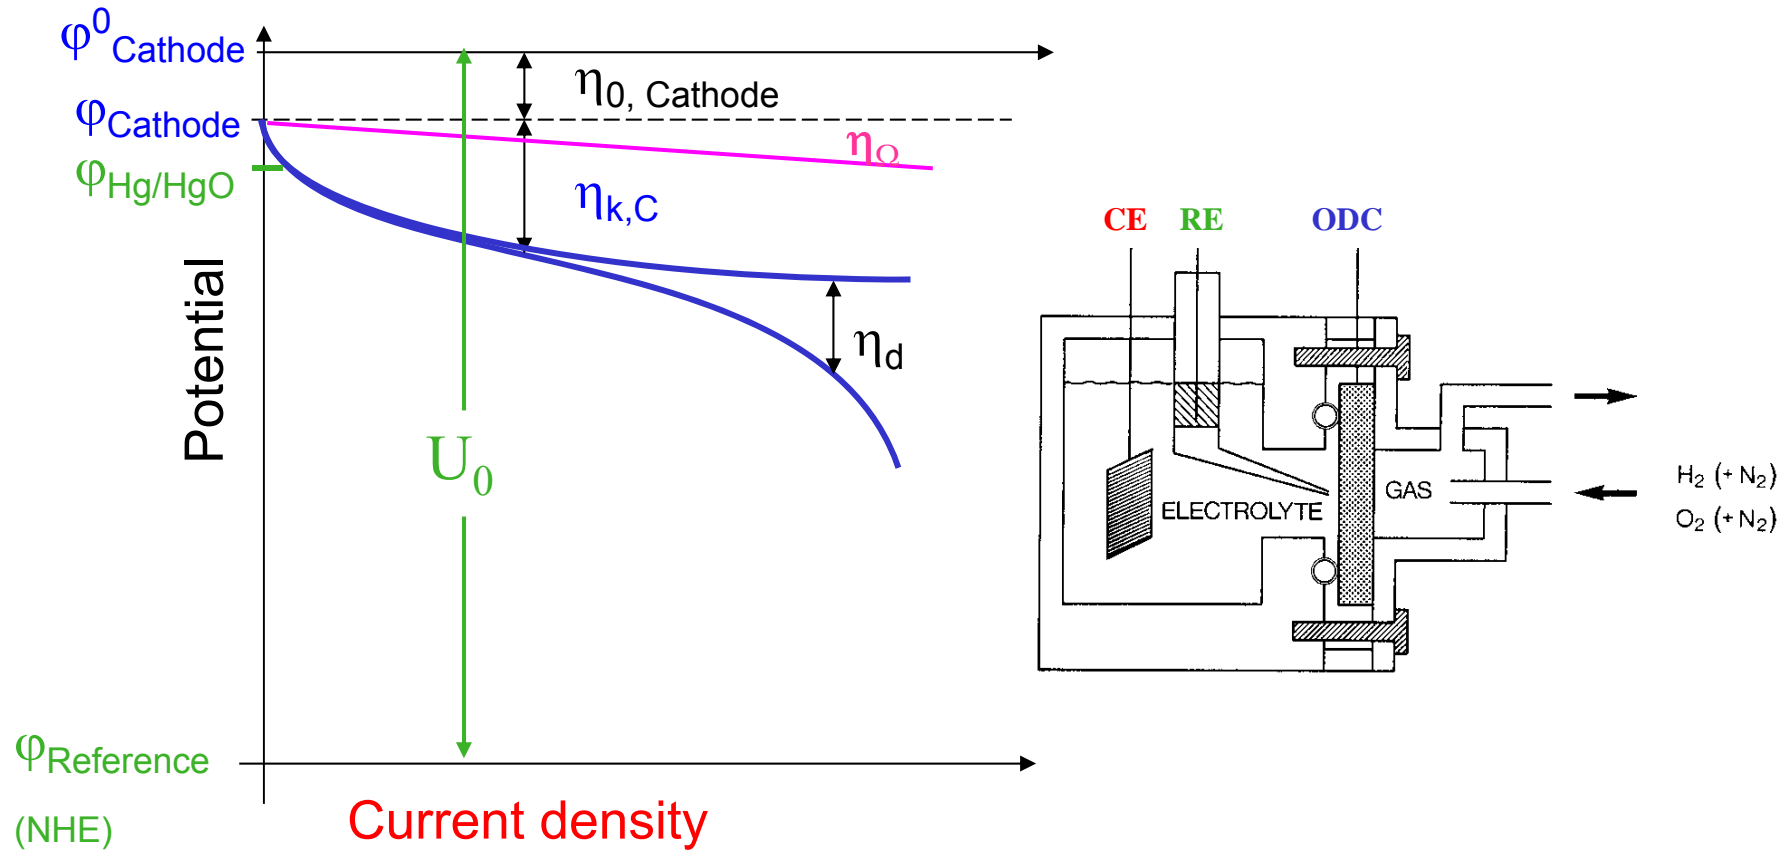 φ⁰Cathode
η0, Cathode
φCathode
ηΩ
φHg/HgO
ηk,C
Potential
ηd
U0
φReference
(NHE)
Current density
CE RE ODC
ELECTROLYTE
GAS
H₂ (+ N₂)
O₂ (+ N₂)